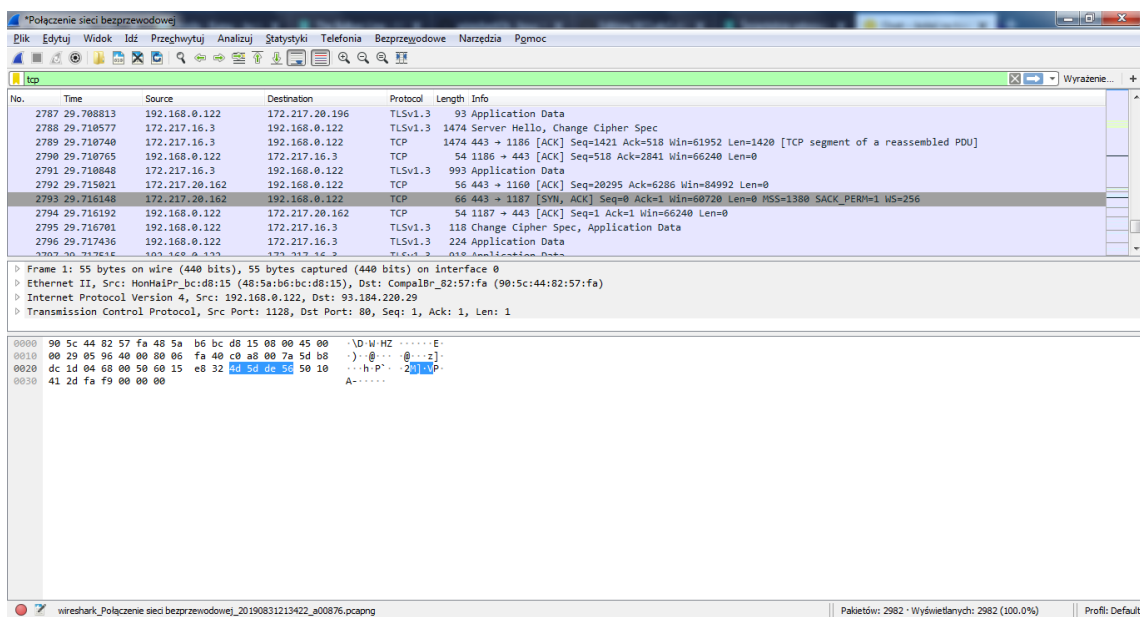 *Połączenie sieci bezprzewodowej
Plik Edytuj Widok Idź Przechwytuj Analizuj Statystyki Telefonia Bezprzewodowe Narzędzia Pomoc
tcp Wyrażenie... +
No. Time Source Destination Protocol Length Info
2787 29.708813 192.168.0.122 172.217.20.196 TLSv1.3 93 Application Data
2788 29.710577 172.217.16.3 192.168.0.122 TLSv1.3 1474 Server Hello, Change Cipher Spec
2789 29.710740 172.217.16.3 192.168.0.122 TCP 1474 443 → 1186 [ACK] Seq=1421 Ack=518 Win=61952 Len=1420 [TCP segment of a reassembled PDU]
2790 29.710765 192.168.0.122 172.217.16.3 TCP 54 1186 → 443 [ACK] Seq=518 Ack=2841 Win=66240 Len=0
2791 29.710848 172.217.16.3 192.168.0.122 TLSv1.3 993 Application Data
2792 29.715021 172.217.20.162 192.168.0.122 TCP 56 443 → 1160 [ACK] Seq=20295 Ack=6286 Win=84992 Len=0
2793 29.716148 172.217.20.162 192.168.0.122 TCP 66 443 → 1187 [SYN, ACK] Seq=0 Ack=1 Win=60720 Len=0 MSS=1380 SACK_PERM=1 WS=256
2794 29.716192 192.168.0.122 172.217.20.162 TCP 54 1187 → 443 [ACK] Seq=1 Ack=1 Win=66240 Len=0
2795 29.716701 192.168.0.122 172.217.16.3 TLSv1.3 118 Change Cipher Spec, Application Data
2796 29.717436 192.168.0.122 172.217.16.3 TLSv1.3 224 Application Data
2797 29.717515 192.168.0.122 172.217.16.3 TLSv1.3 918 Application Data
Frame 1: 55 bytes on wire (440 bits), 55 bytes captured (440 bits) on interface 0
Ethernet II, Src: HonHaiPr_bc:d8:15 (48:5a:b6:bc:d8:15), Dst: CompalBr_82:57:fa (90:5c:44:82:57:fa)
Internet Protocol Version 4, Src: 192.168.0.122, Dst: 93.184.220.29
Transmission Control Protocol, Src Port: 1128, Dst Port: 80, Seq: 1, Ack: 1, Len: 1
0000 90 5c 44 82 57 fa 48 5a b6 bc d8 15 08 00 45 00 ·\D·W·HZ ······E·
0010 00 29 05 96 40 00 80 06 fa 40 c0 a8 00 7a 5d b8 ·)··@··· ·@···z]·
0020 dc 1d 04 68 00 50 60 15 e8 32 4d 5d de 56 50 10 ···h·P`· ·2M]·VP·
0030 41 2d fa f9 00 00 00 A-·····
wireshark_Połączenie sieci bezprzewodowej_20190831213422_a00876.pcapng Pakietów: 2982 · Wyświetlanych: 2982 (100.0%) Profil: Default